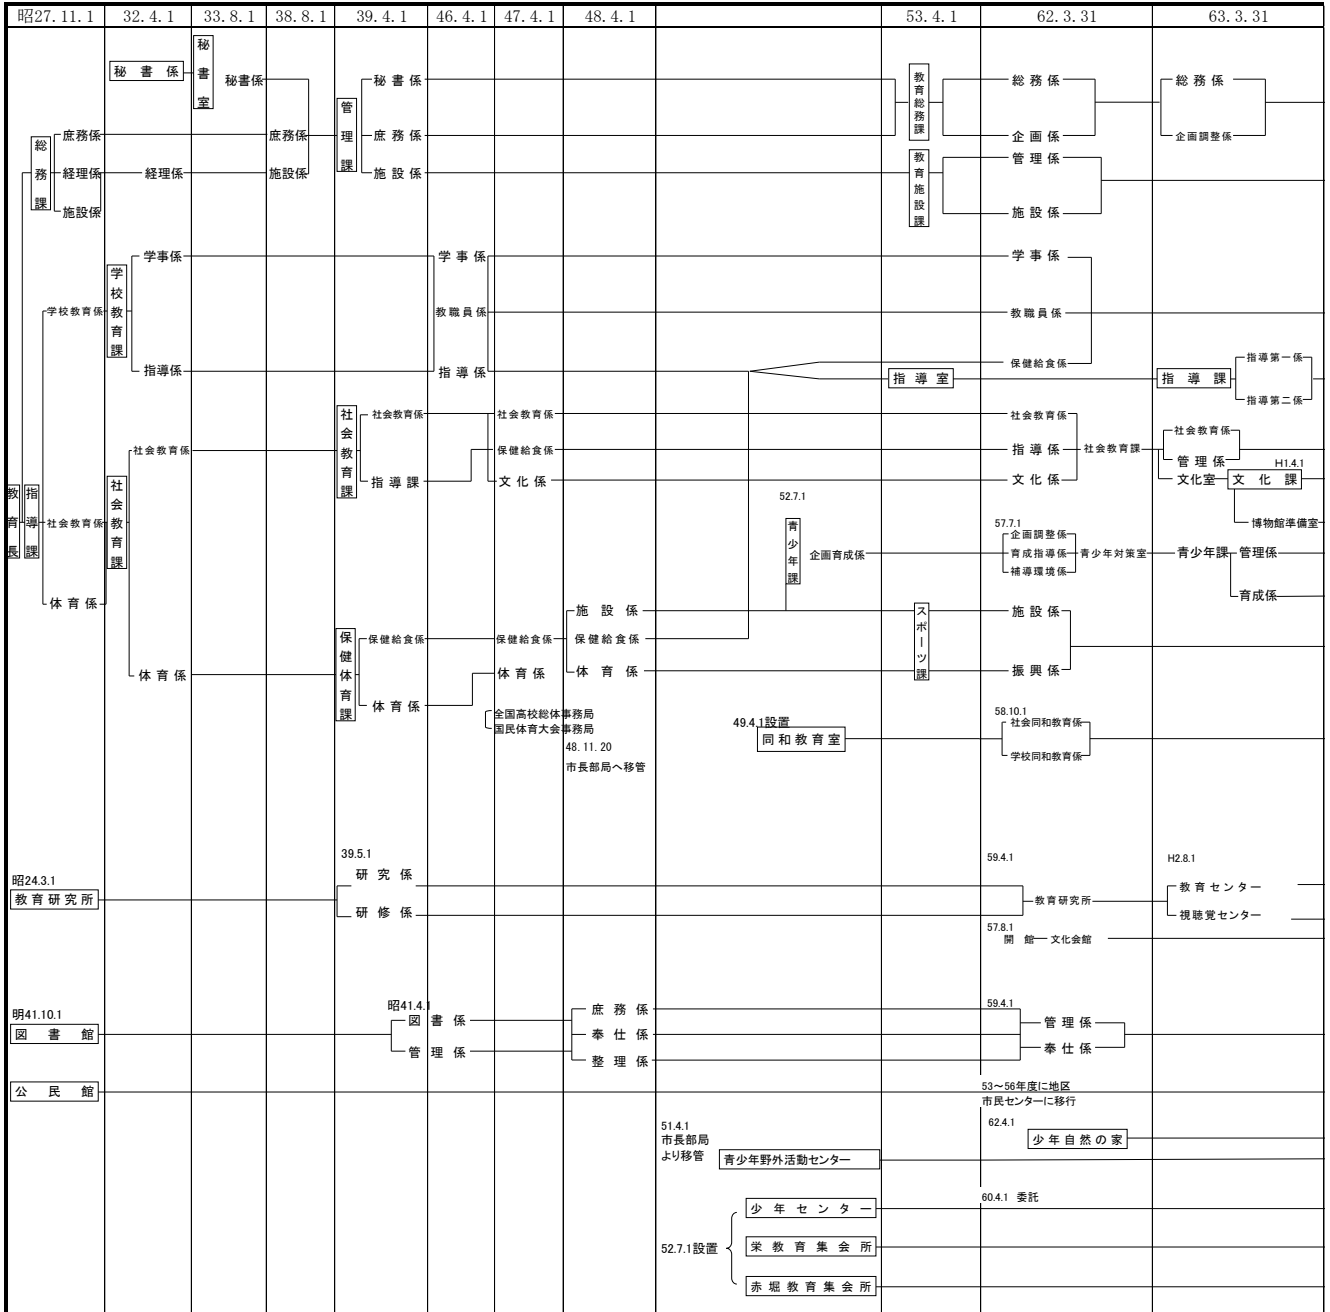 昭27.11.1 32.4.1 33.8.1 38.8.1 39.4.1 46.4.1 47.4.1 48.4.1 53.4.1 62.3.31 63.3.31
秘書係 秘書室 秘書係 秘書係 教育総務課 総務係 総務係
管理課
総務課 庶務係 庶務係 庶務係 企画係 企画調整係
経理係 経理係 施設係 施設係 教育施設課 管理係
施設係 施設係
学校教育課 学事係 学事係 学事係
学校教育係 教職員係 教職員係
指導係 指導係 保健給食係 指導第一係
指導室 指導課
指導第二係
社会教育課 社会教育係 社会教育係 社会教育係
社会教育係 保健給食係 指導係 社会教育課 社会教育係
管理係 H1.4.1
指導課 文化係 文化係 文化室 文化課
52.7.1
教育長 指導課 社会教育係 社会教育課 博物館準備室
57.7.1
青少年課 企画調整係
企画育成係 育成指導係 青少年対策室 青少年課 管理係
補導環境係
育成係
体育係 施設係 スポーツ課 施設係
保健体育課 保健給食係 保健給食係 保健給食係
体育係 体育係 体育係 振興係
体育係
全国高校総体事務局 58.10.1
国民体育大会事務局 49.4.1設置 社会同和教育係
同和教育室
48.11.20 学校同和教育係
市長部局へ移管
39.5.1 59.4.1 H2.8.1
昭24.3.1 研究係 教育センター
教育研究所 教育研究所
研修係 視聴覚センター
57.8.1
開館 文化会館
昭41.4.1 59.4.1
明41.10.1 庶務係
図書係 管理係
図書館 奉仕係
管理係 奉仕係
整理係
公民館 53～56年度に地区
市民センターに移行
51.4.1 62.4.1
市長部局 少年自然の家
より移管 青少年野外活動センター
60.4.1 委託
少年センター
52.7.1設置 栄教育集会所
赤堀教育集会所